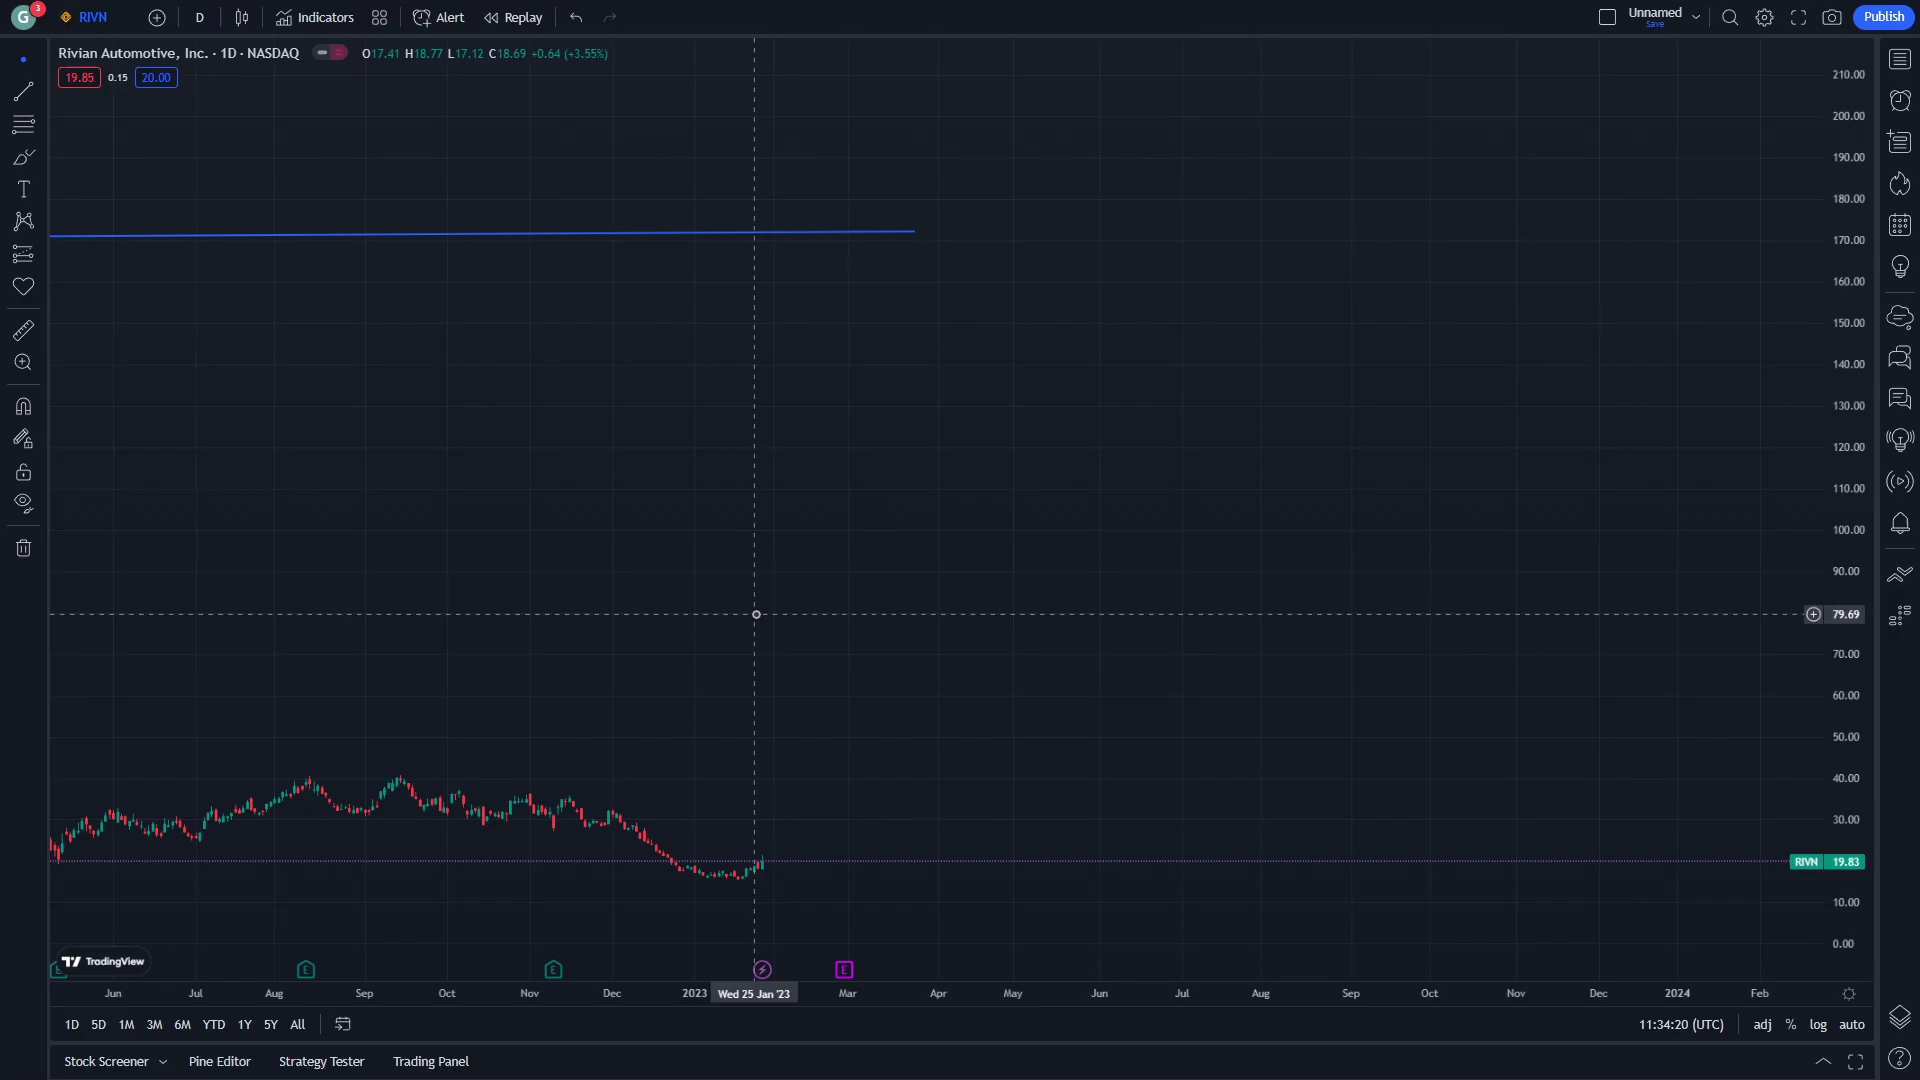 G 3 RIVN D Indicators Alert Replay Unnamed Save Publish
Rivian Automotive, Inc. · 1D · NASDAQ O17.41 H18.77 L17.12 C18.69 +0.64 (+3.55%)
19.85 0.15 20.00
210.00
200.00
190.00
180.00
170.00
160.00
150.00
140.00
130.00
120.00
110.00
100.00
90.00
79.69
70.00
60.00
50.00
40.00
30.00
RIVN 19.83
10.00
0.00
TradingView
E E E E
Jun Jul Aug Sep Oct Nov Dec 2023 Wed 25 Jan '23 Mar Apr May Jun Jul Aug Sep Oct Nov Dec 2024 Feb
1D 5D 1M 3M 6M YTD 1Y 5Y All 11:34:20 (UTC) adj % log auto
Stock Screener Pine Editor Strategy Tester Trading Panel